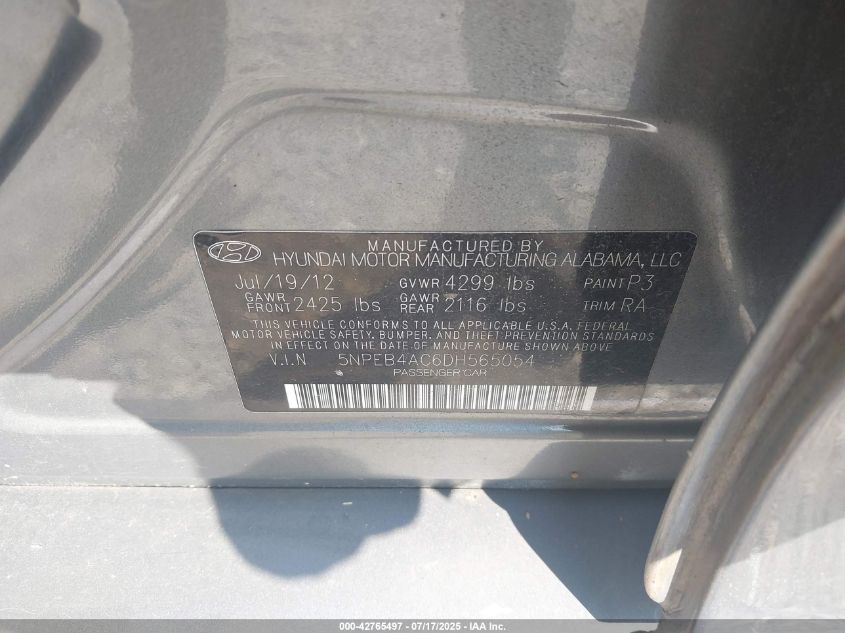 MANUFACTURED BY
HYUNDAI MOTOR MANUFACTURING ALABAMA, LLC
Jul/19/12 GVWR 4299 lbs PAINT P3
GAWR FRONT 2425 lbs GAWR REAR 2116 lbs TRIM RA
THIS VEHICLE CONFORMS TO ALL APPLICABLE U.S.A. FEDERAL
MOTOR VEHICLE SAFETY, BUMPER, AND THEFT PREVENTION STANDARDS
IN EFFECT ON THE DATE OF MANUFACTURE SHOWN ABOVE
V.I.N 5NPEB4AC6DH565054
PASSENGER CAR
000-42765497 - 07/17/2025 - IAA Inc.